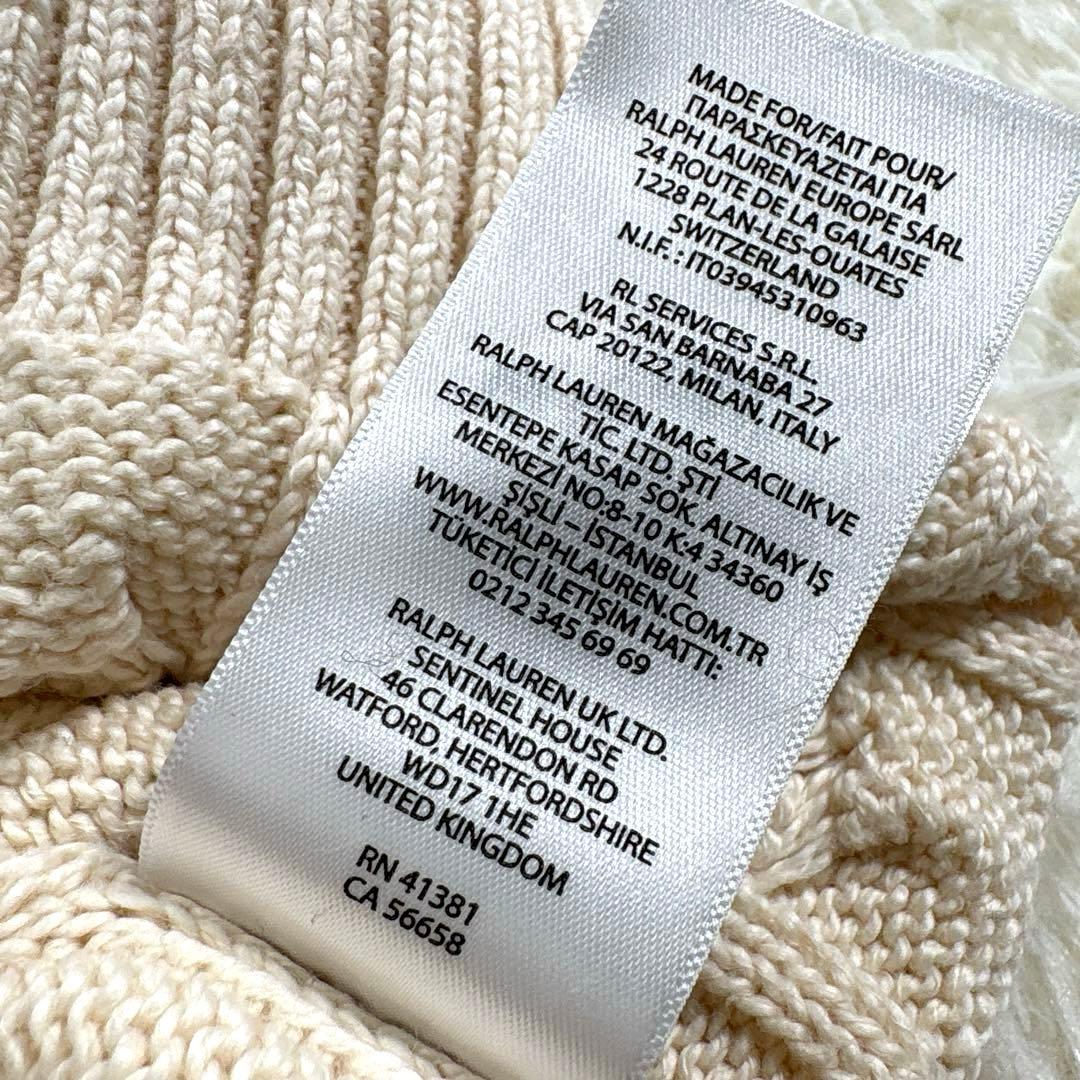 MADE FOR/FAIT POUR/
ΠΑΡΑΣΚΕΥΑΖΕΤΑΙ ΓΙΑ
RALPH LAUREN EUROPE SÁRL
24 ROUTE DE LA GALAISE
1228 PLAN-LES-OUATES
SWITZERLAND
N.I.F. : IT03945310963
RL SERVICES S.R.L.
VIA SAN BARNABA 27
CAP 20122, MILAN, ITALY
RALPH LAUREN MAĞAZACILIK VE
TİC. LTD. ŞTİ
ESENTEPE KASAP SOK. ALTINAY İŞ
MERKEZİ NO:8-10 K:4 34360
ŞİŞLİ – İSTANBUL
WWW.RALPHLAUREN.COM.TR
TÜKETİCİ İLETİŞİM HATTI:
0212 345 69 69
RALPH LAUREN UK LTD.
SENTINEL HOUSE
46 CLARENDON RD
WATFORD, HERTFORDSHIRE
WD17 1HE
UNITED KINGDOM
RN 41381
CA 56658